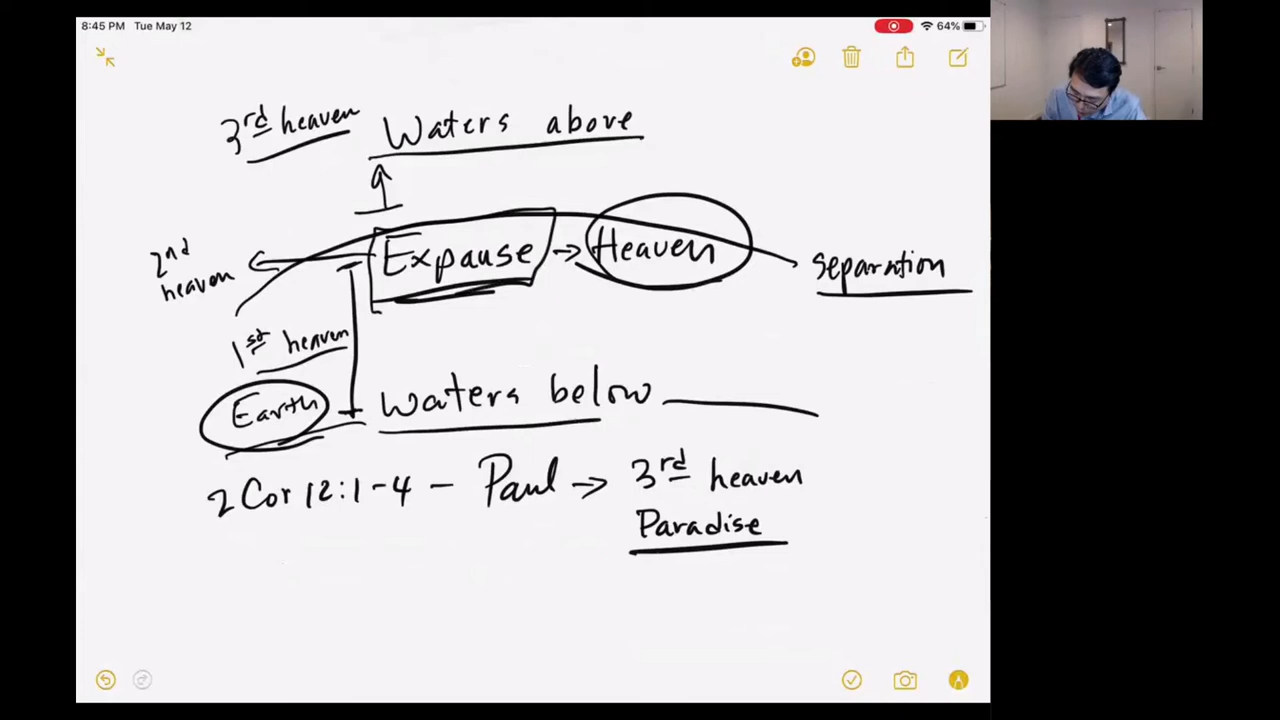 8:45 PM Tue May 12
64%
3rd heaven Waters above
2nd heaven
Expause → Heaven
separation
1st heaven
Earth waters below
2 Cor 12:1-4 - Paul → 3rd heaven
Paradise